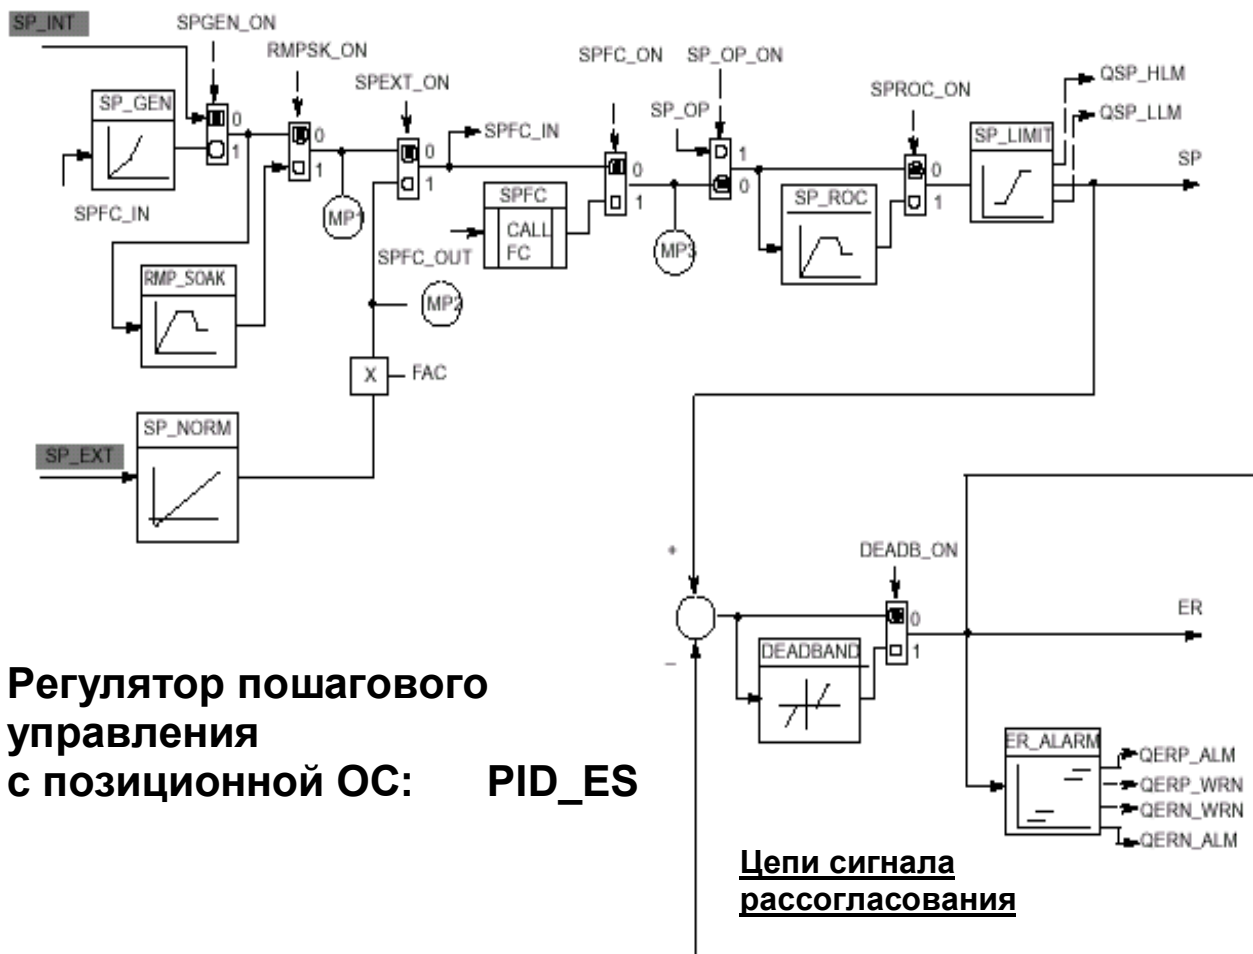 SP_INT
SPGEN_ON
RMPSK_ON
SPEXT_ON
SPFC_ON
SP_OP_ON
SP_OP
SPROC_ON
QSP_HLM
QSP_LLM
SP_GEN
0
1
0
1
0
1
SPFC_IN
0
1
1
0
0
1
SP_LIMIT
SP
SPFC_IN
MP1
SPFC
CALL
FC
SPFC_OUT
MP3
SP_ROC
RMP_SOAK
MP2
X
FAC
SP_NORM
SP_EXT
+
DEADB_ON
0
1
ER
–
DEADBAND
Регулятор пошагового
управления
с позиционной ОС: PID_ES
ER_ALARM
QERP_ALM
QERP_WRN
QERN_WRN
QERN_ALM
Цепи сигнала
рассогласования